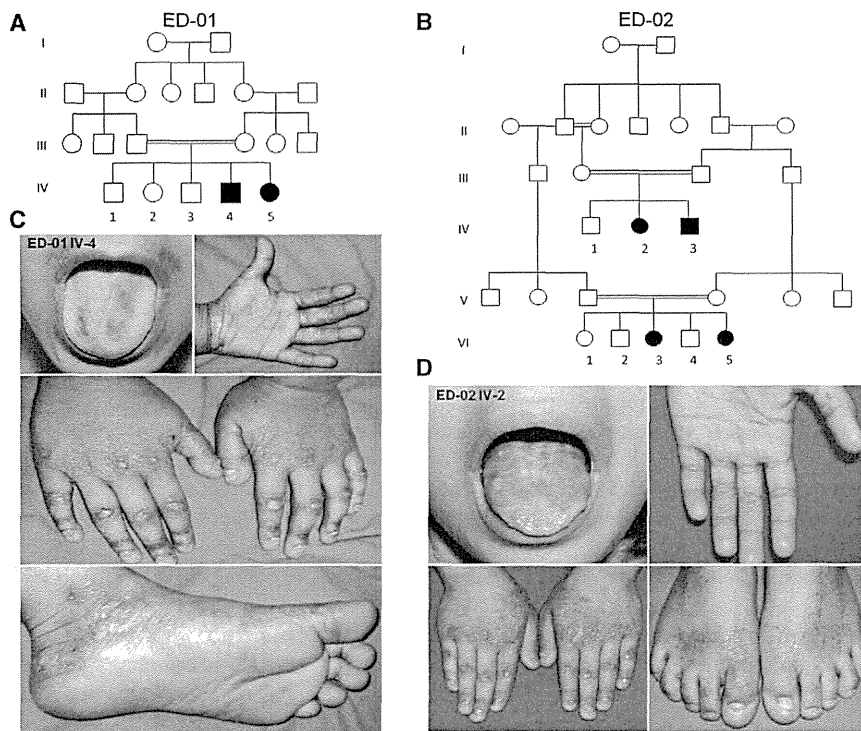 A
ED-01
I
II
III
IV
1 2 3 4 5
B
ED-02
I
II
III
IV
1 2 3
V
VI
1 2 3 4 5
C
ED-01 IV-4
D
ED-02 IV-2